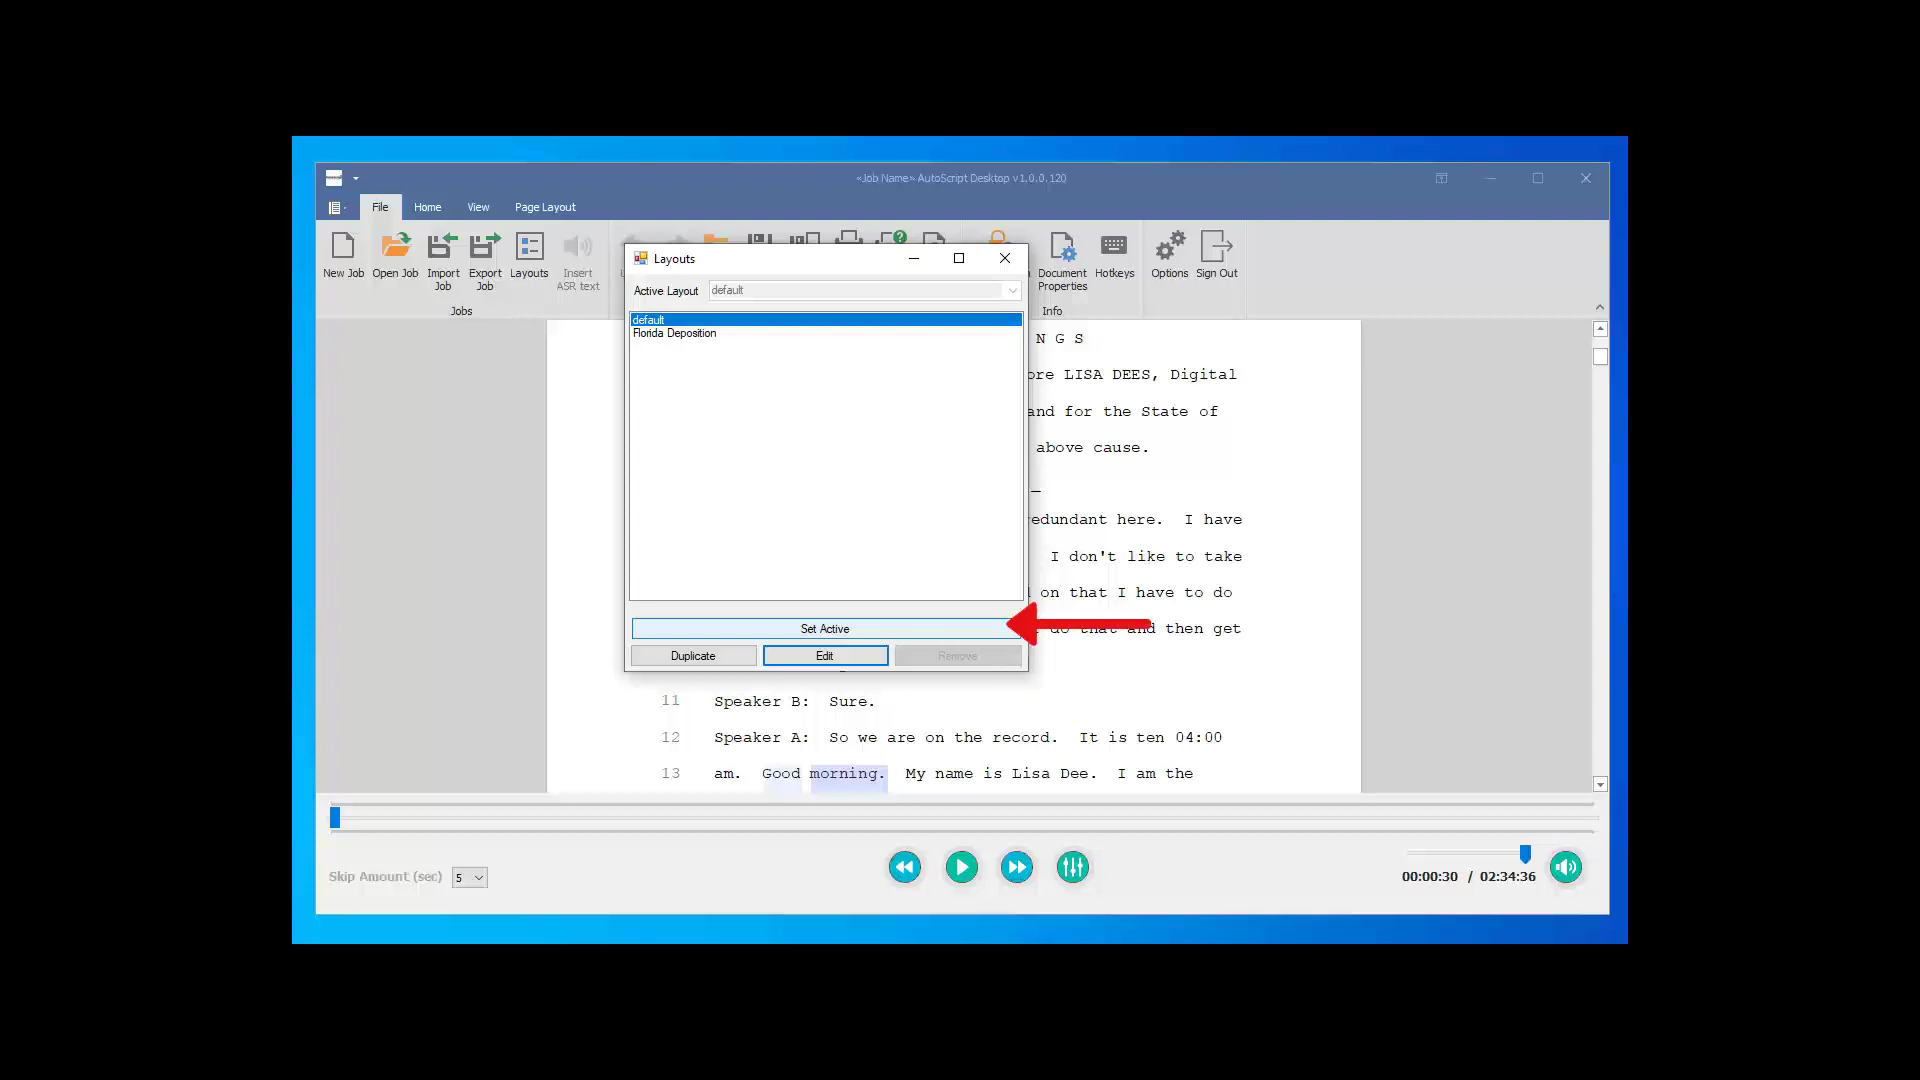 «Job Name» AutoScript Desktop v1.0.0.120
File Home View Page Layout
New Job Open Job Import Job Export Job Layouts Insert ASR text Document Properties Hotkeys Options Sign Out
Jobs Info
Layouts
Active Layout default
default
Florida Deposition
Set Active
Duplicate Edit Remove
N G S
ore LISA DEES, Digital
and for the State of
above cause.
redundant here. I have
I don't like to take
on that I have to do
do that and then get
11 Speaker B: Sure.
12 Speaker A: So we are on the record. It is ten 04:00
13 am. Good morning. My name is Lisa Dee. I am the
Skip Amount (sec) 5
00:00:30 / 02:34:36